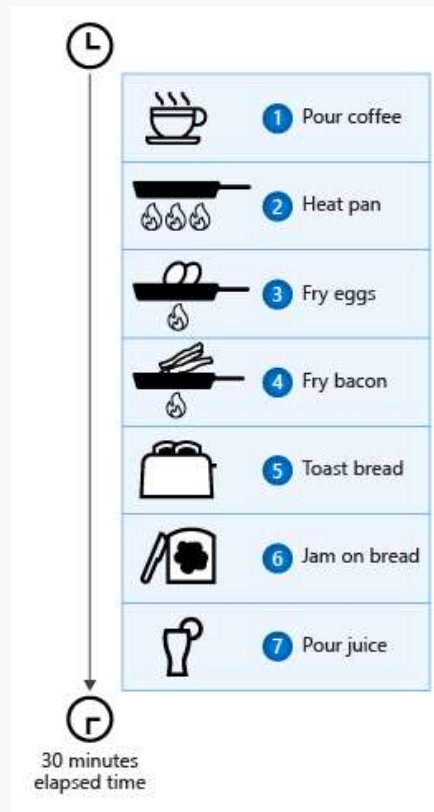 1 Pour coffee
2 Heat pan
3 Fry eggs
4 Fry bacon
5 Toast bread
6 Jam on bread
7 Pour juice
30 minutes
elapsed time